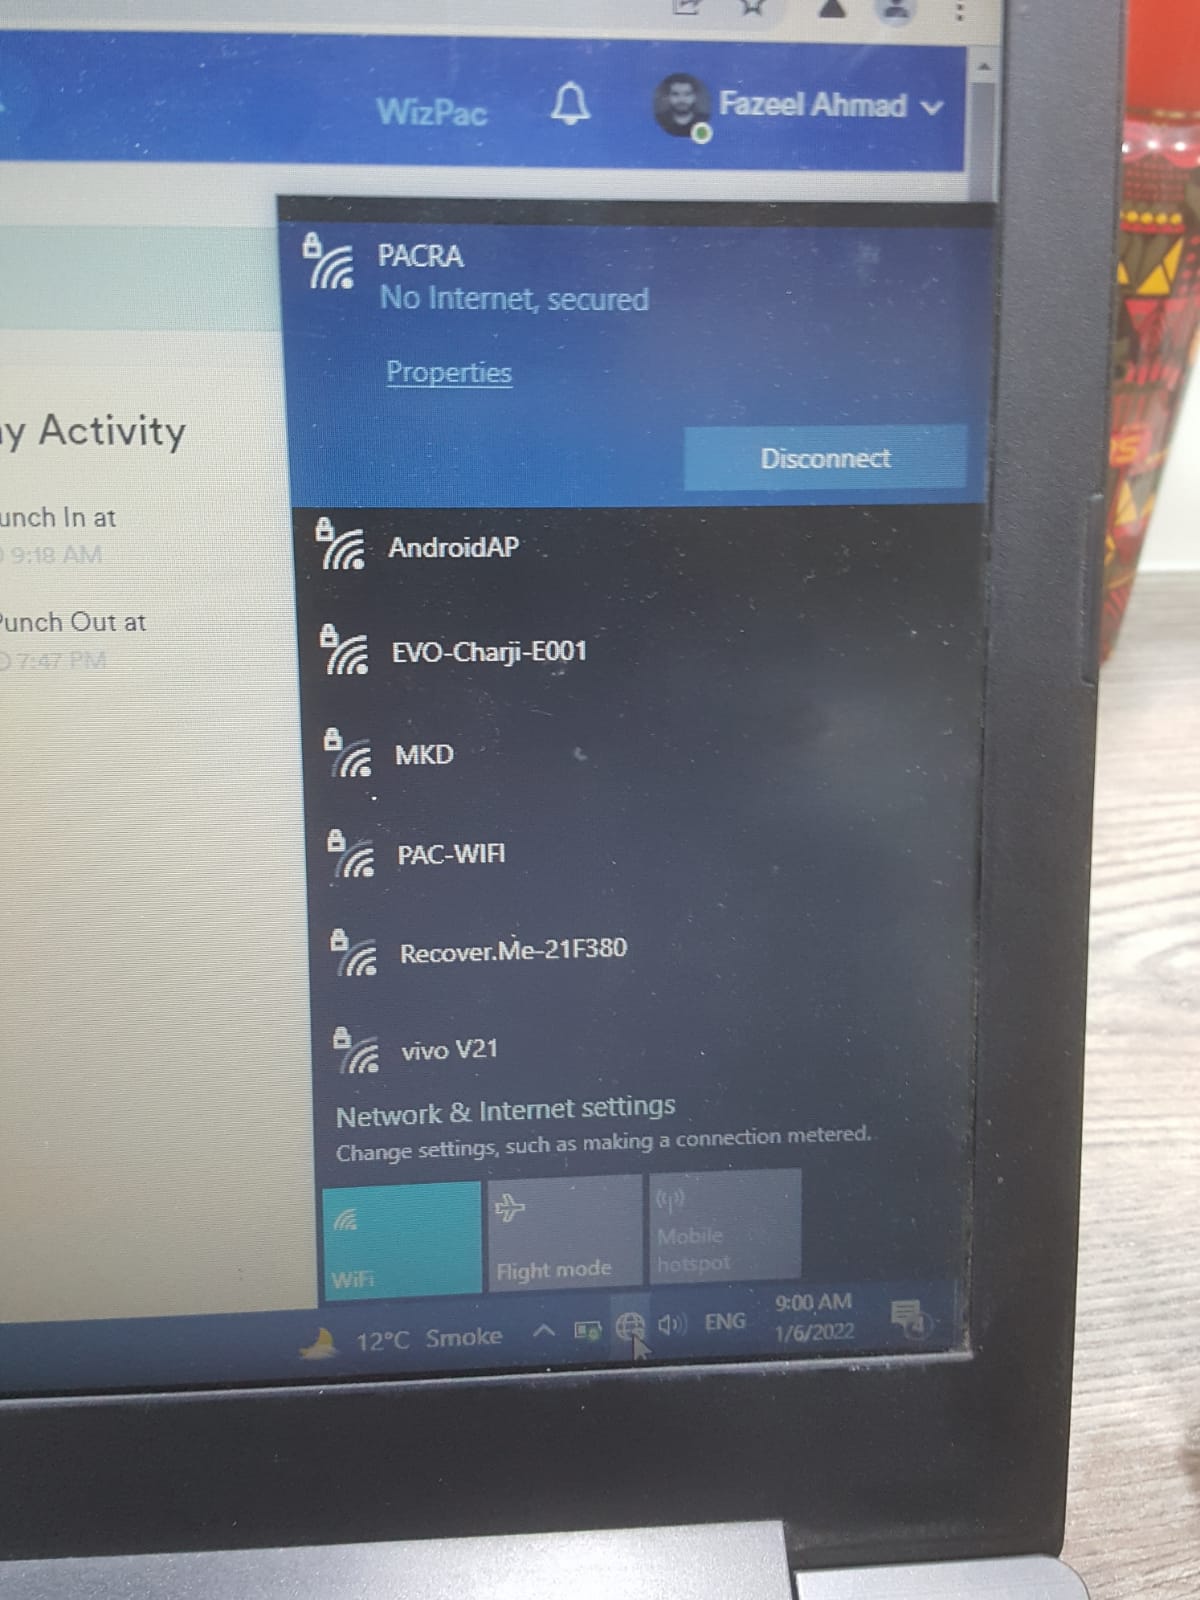 WizPac
Fazeel Ahmad
PACRA
No Internet, secured
Properties
Disconnect
y Activity
unch In at
9:18 AM
Punch Out at
7:47 PM
AndroidAP
EVO-Charji-E001
MKD
PAC-WIFI
Recover.Me-21F380
vivo V21
Network & Internet settings
Change settings, such as making a connection metered.
WiFi
Flight mode
Mobile
hotspot
12°C Smoke
ENG
9:00 AM
1/6/2022
4